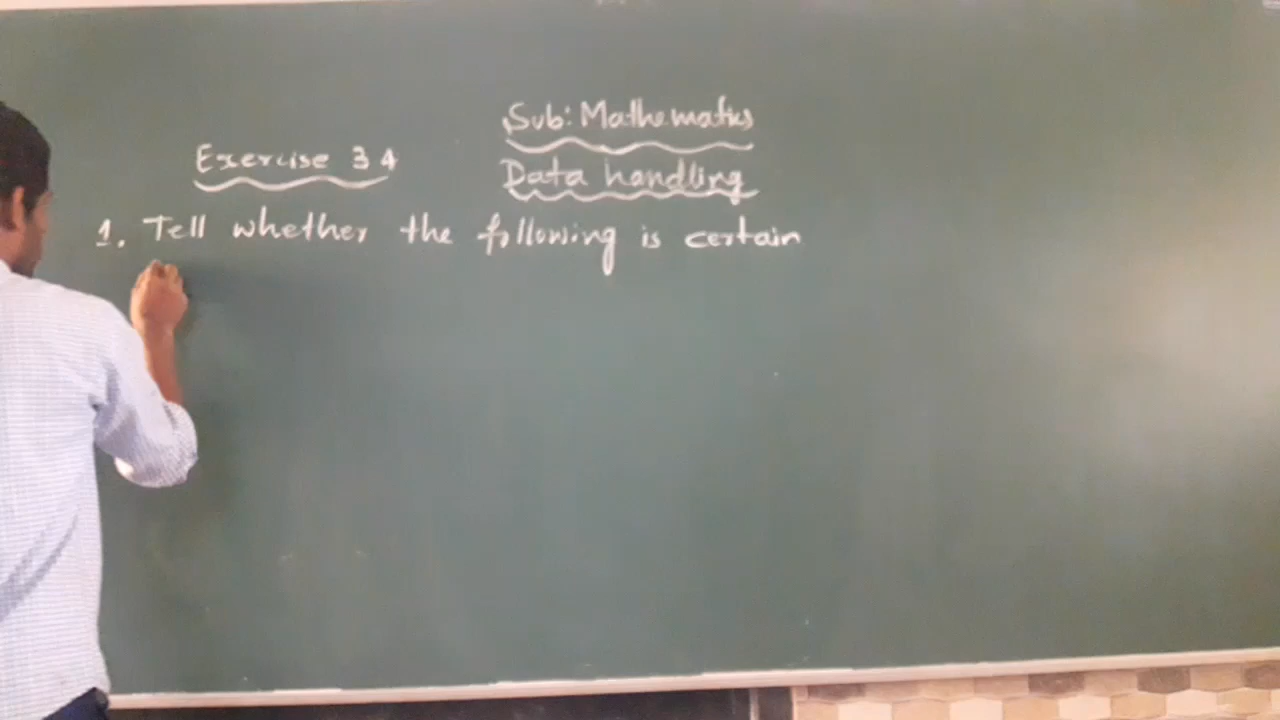 Sub: Mathematics
Exercise 3 4
Data handling
1. Tell whether the following is certain